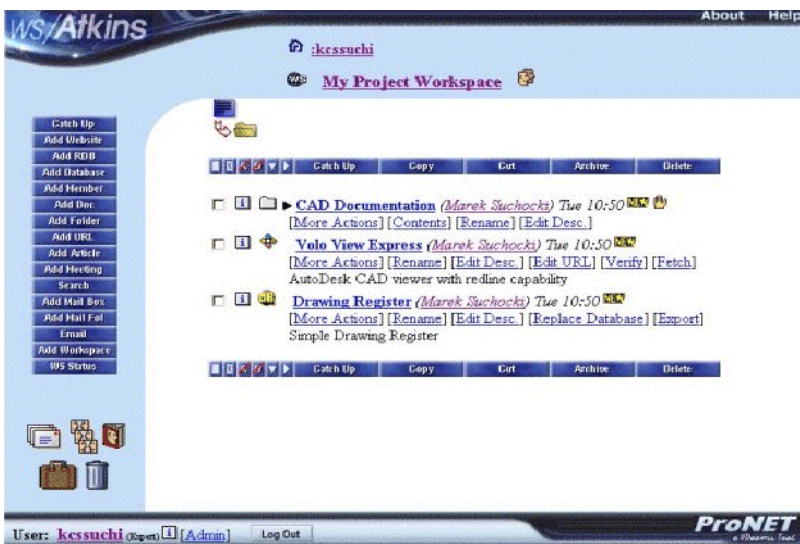 WS/Atkins
About Help
:kcssuchi
WS My Project Workspace
Catch Up
Add Website
Add RDB
Add Database
Add Member
Add Doc
Add Folder
Add URL
Add Article
Add Meeting
Search
Add Mail Box
Add Mail Fol
Email
Add Workspace
WS Status
Catch Up Copy Cut Archive Delete
CAD Documentation (Marek Suchocki) Tue 10:50 NEW
[More Actions] [Contents] [Rename] [Edit Desc.]
Volo View Express (Marek Suchocki) Tue 10:50 NEW
[More Actions] [Rename] [Edit Desc.] [Edit URL] [Verify] [Fetch]
AutoDesk CAD viewer with redline capability
Drawing Register (Marek Suchocki) Tue 10:50 NEW
[More Actions] [Rename] [Edit Desc.] [Replace Database] [Export]
Simple Drawing Register
Catch Up Copy Cut Archive Delete
User: kcssuchi (Expert) i [Admin] Log Out
ProNET